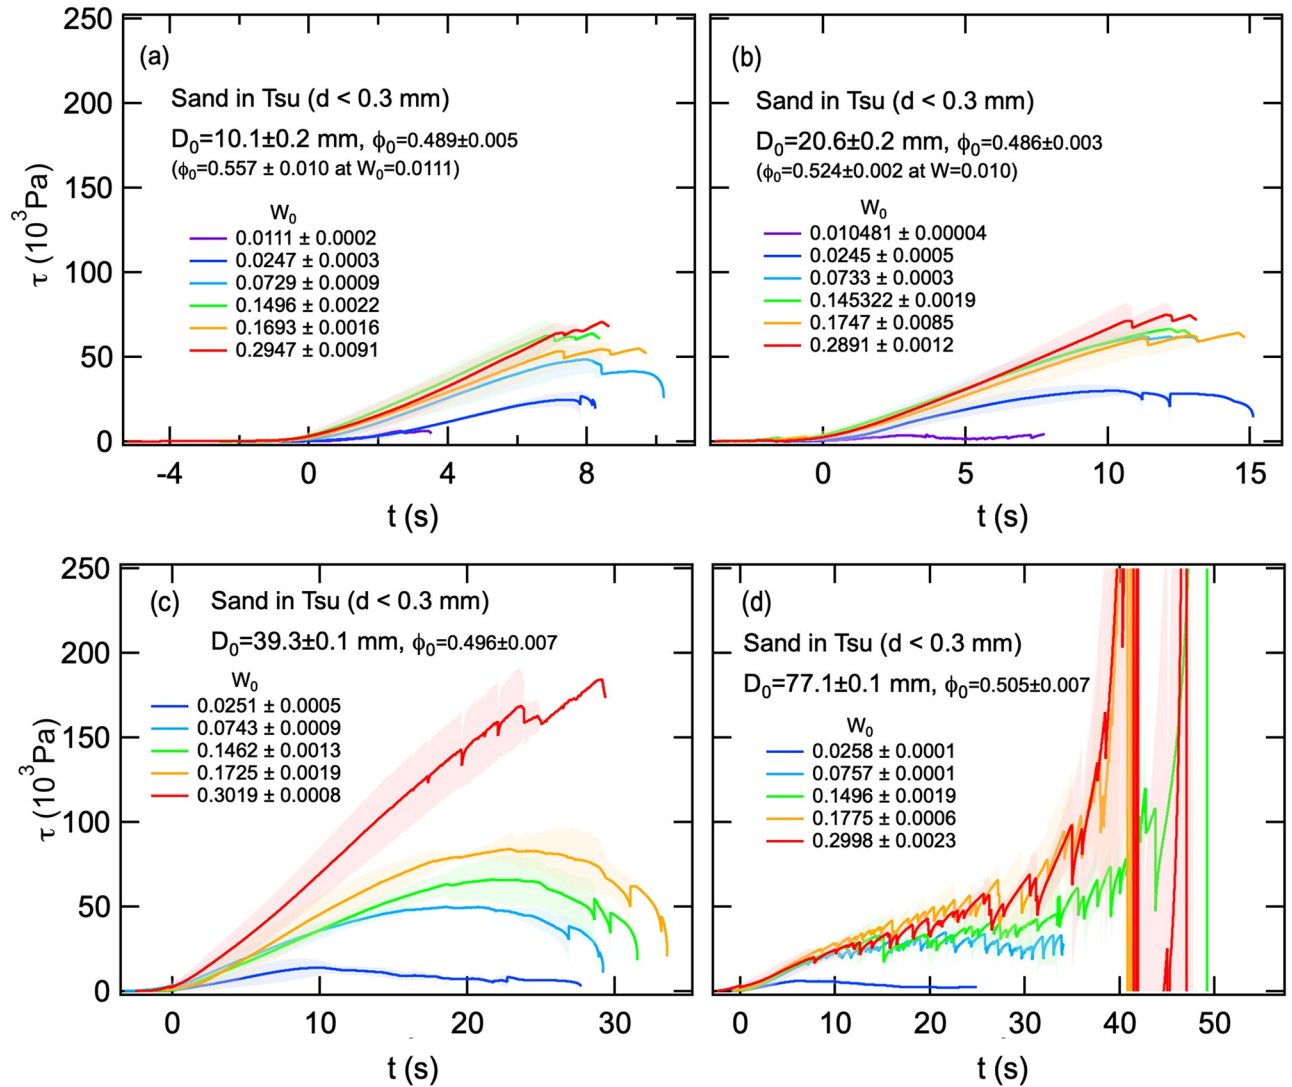 250
200
150
100
50
0
τ (10³Pa)
(a)
Sand in Tsu (d < 0.3 mm)
D₀=10.1±0.2 mm, ϕ₀=0.489±0.005
(ϕ₀=0.557 ± 0.010 at W₀=0.0111)
W₀
0.0111 ± 0.0002
0.0247 ± 0.0003
0.0729 ± 0.0009
0.1496 ± 0.0022
0.1693 ± 0.0016
0.2947 ± 0.0091
-4 0 4 8
t (s)
(b)
Sand in Tsu (d < 0.3 mm)
D₀=20.6±0.2 mm, ϕ₀=0.486±0.003
(ϕ₀=0.524±0.002 at W=0.010)
W₀
0.010481 ± 0.00004
0.0245 ± 0.0005
0.0733 ± 0.0003
0.145322 ± 0.0019
0.1747 ± 0.0085
0.2891 ± 0.0012
0 5 10 15
t (s)
250
200
150
100
50
0
τ (10³Pa)
(c)
Sand in Tsu (d < 0.3 mm)
D₀=39.3±0.1 mm, ϕ₀=0.496±0.007
W₀
0.0251 ± 0.0005
0.0743 ± 0.0009
0.1462 ± 0.0013
0.1725 ± 0.0019
0.3019 ± 0.0008
0 10 20 30
t (s)
(d)
Sand in Tsu (d < 0.3 mm)
D₀=77.1±0.1 mm, ϕ₀=0.505±0.007
W₀
0.0258 ± 0.0001
0.0757 ± 0.0001
0.1496 ± 0.0019
0.1775 ± 0.0006
0.2998 ± 0.0023
0 10 20 30 40 50
t (s)